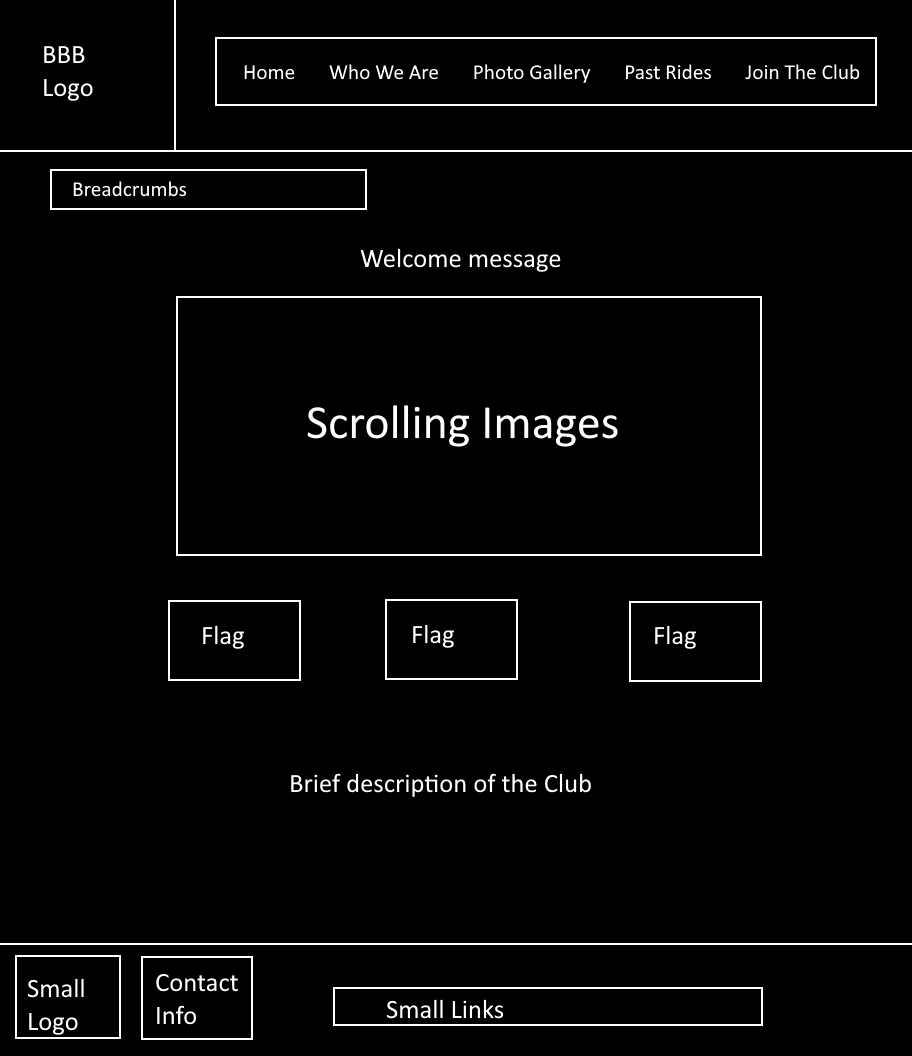 BBB
Logo
Home Who We Are Photo Gallery Past Rides Join The Club
Breadcrumbs
Welcome message
Scrolling Images
Flag Flag Flag
Brief description of the Club
Small
Logo
Contact
Info
Small Links